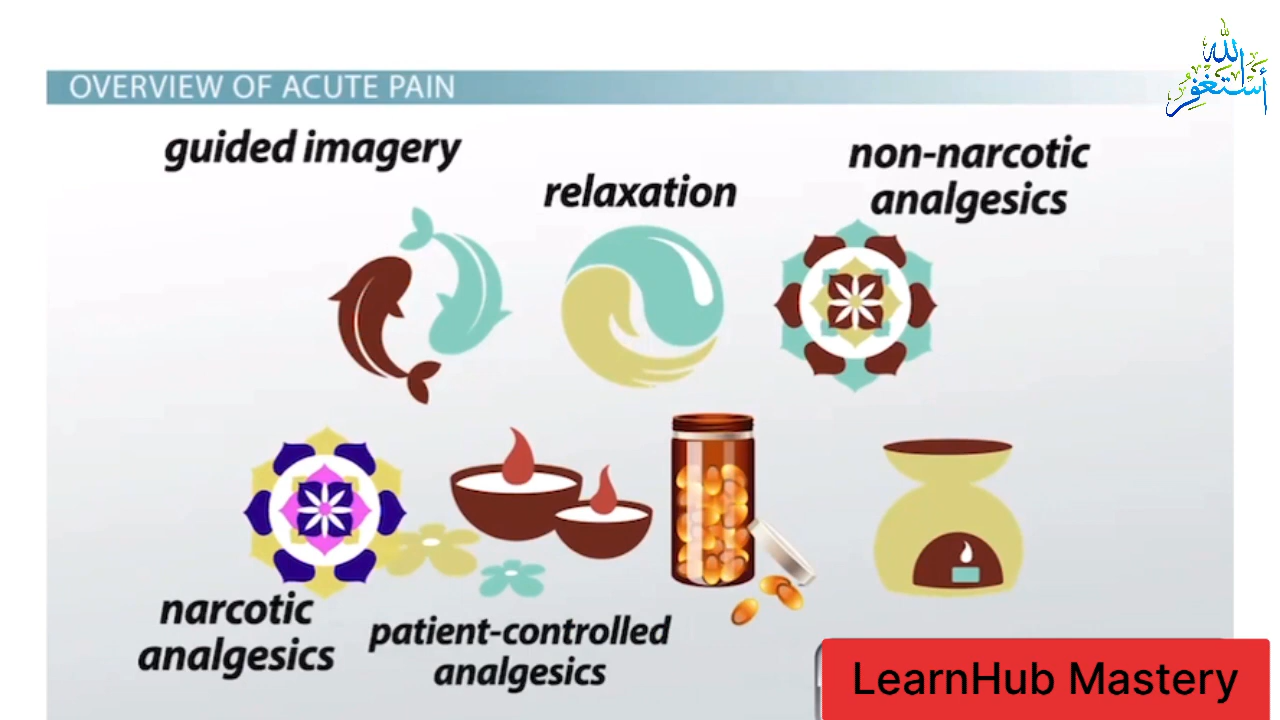 OVERVIEW OF ACUTE PAIN
أستغفر الله
guided imagery
relaxation
non-narcotic
analgesics
narcotic
analgesics
patient-controlled
analgesics
LearnHub Mastery